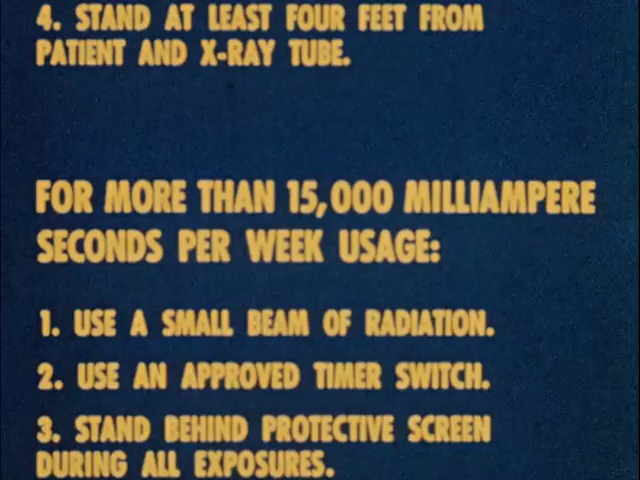 4. STAND AT LEAST FOUR FEET FROM
PATIENT AND X-RAY TUBE.
FOR MORE THAN 15,000 MILLIAMPERE
SECONDS PER WEEK USAGE:
1. USE A SMALL BEAM OF RADIATION.
2. USE AN APPROVED TIMER SWITCH.
3. STAND BEHIND PROTECTIVE SCREEN
DURING ALL EXPOSURES.